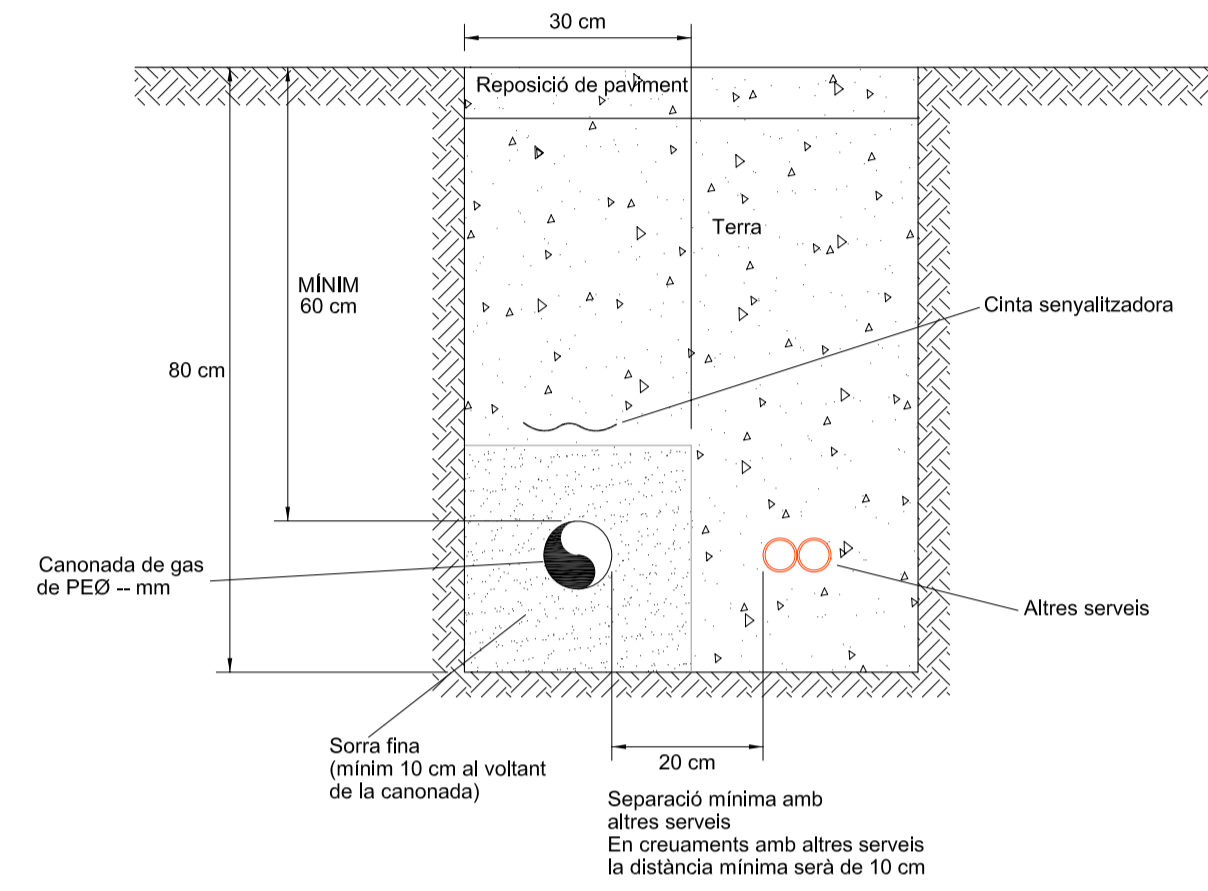 30 cm
Reposició de paviment
Terra
MÍNIM
60 cm
Cinta senyalitzadora
80 cm
Canonada de gas
de PEØ -- mm
Altres serveis
Sorra fina
(mínim 10 cm al voltant
de la canonada)
20 cm
Separació mínima amb
altres serveis
En creuaments amb altres serveis
la distància mínima serà de 10 cm